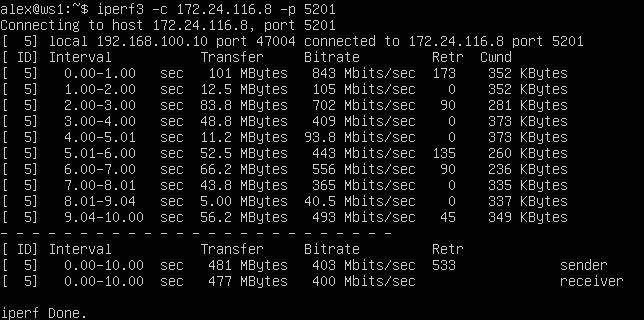 alex@ws1:~$ iperf3 -c 172.24.116.8 -p 5201
Connecting to host 172.24.116.8, port 5201
[  5] local 192.168.100.10 port 47004 connected to 172.24.116.8 port 5201
[ ID] Interval           Transfer     Bitrate         Retr  Cwnd
[  5]   0.00-1.00   sec   101 MBytes   843 Mbits/sec  173    352 KBytes
[  5]   1.00-2.00   sec  12.5 MBytes   105 Mbits/sec    0    352 KBytes
[  5]   2.00-3.00   sec  83.8 MBytes   702 Mbits/sec   90    281 KBytes
[  5]   3.00-4.00   sec  48.8 MBytes   409 Mbits/sec    0    373 KBytes
[  5]   4.00-5.01   sec  11.2 MBytes  93.8 Mbits/sec    0    373 KBytes
[  5]   5.01-6.00   sec  52.5 MBytes   443 Mbits/sec  135    260 KBytes
[  5]   6.00-7.00   sec  66.2 MBytes   556 Mbits/sec   90    236 KBytes
[  5]   7.00-8.01   sec  43.8 MBytes   365 Mbits/sec    0    335 KBytes
[  5]   8.01-9.04   sec  5.00 MBytes  40.5 Mbits/sec    0    337 KBytes
[  5]   9.04-10.00  sec  56.2 MBytes   493 Mbits/sec   45    349 KBytes
- - - - - - - - - - - - - - - - - - - - - - - - -
[ ID] Interval           Transfer     Bitrate         Retr
[  5]   0.00-10.00  sec   481 MBytes   403 Mbits/sec  533             sender
[  5]   0.00-10.00  sec   477 MBytes   400 Mbits/sec                  receiver

iperf Done.